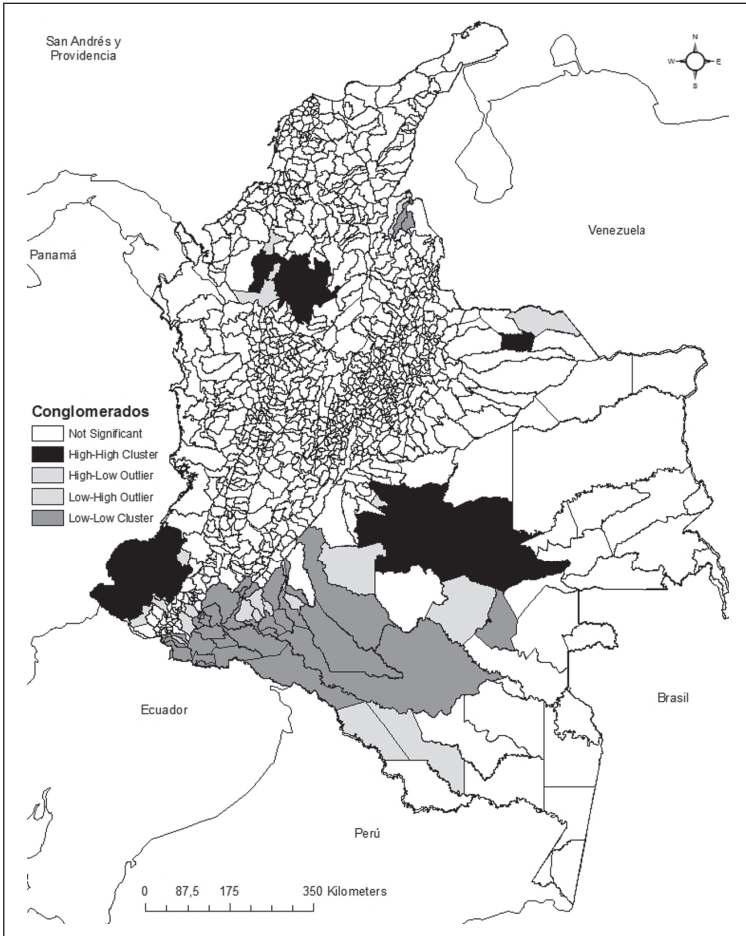 San Andrés y
Providencia
N
W
E
S
Venezuela
Panamá
Conglomerados
Not Significant
High-High Cluster
High-Low Outlier
Low-High Outlier
Low-Low Cluster
Ecuador
Brasil
Perú
0 87,5 175 350 Kilometers